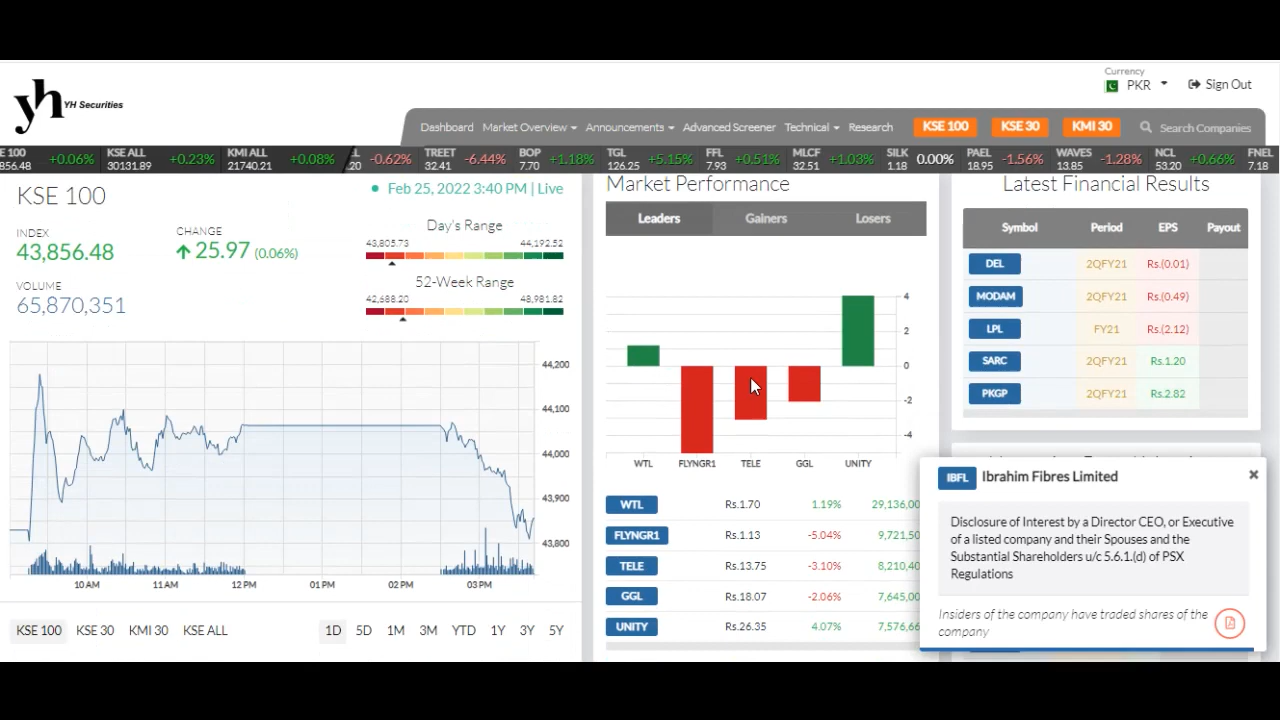 Currency
PKR
Sign Out
yh YH Securities
Dashboard Market Overview Announcements Advanced Screener Technical Research KSE 100 KSE 30 KMI 30 Search Companies
E 100 +0.06% KSE ALL +0.23% KMI ALL +0.08% -0.62% TREET -6.44% BOP +1.18% TGL +5.15% FFL +0.51% MLCF +1.03% SILK 0.00% PAEL -1.56% WAVES -1.28% NCL +0.66% FNEL
856.48 30131.89 21740.21 32.41 7.70 126.25 7.93 32.51 1.18 18.95 13.85 53.20 7.18
KSE 100
Feb 25, 2022 3:40 PM | Live
INDEX
43,856.48
CHANGE
25.97 (0.06%)
VOLUME
65,870,351
Day's Range
43,805.73 44,192.52
52-Week Range
42,688.20 48,981.82
44,200
44,100
44,000
43,900
43,800
10 AM 11 AM 12 PM 01 PM 02 PM 03 PM
KSE 100 KSE 30 KMI 30 KSE ALL 1D 5D 1M 3M YTD 1Y 3Y 5Y
Market Performance
Leaders Gainers Losers
4
2
0
-2
-4
WTL FLYNGR1 TELE GGL UNITY
WTL Rs.1.70 1.19% 29,136,00
FLYNGR1 Rs.1.13 -5.04% 9,721,50
TELE Rs.13.75 -3.10% 8,210,40
GGL Rs.18.07 -2.06% 7,645,00
UNITY Rs.26.35 4.07% 7,576,66
Latest Financial Results
Symbol Period EPS Payout
DEL 2QFY21 Rs.(0.01)
MODAM 2QFY21 Rs.(0.49)
LPL FY21 Rs.(2.12)
SARC 2QFY21 Rs.1.20
PKGP 2QFY21 Rs.2.82
IBFL Ibrahim Fibres Limited
Disclosure of Interest by a Director CEO, or Executive
of a listed company and their Spouses and the
Substantial Shareholders u/c 5.6.1.(d) of PSX
Regulations
Insiders of the company have traded shares of the
company